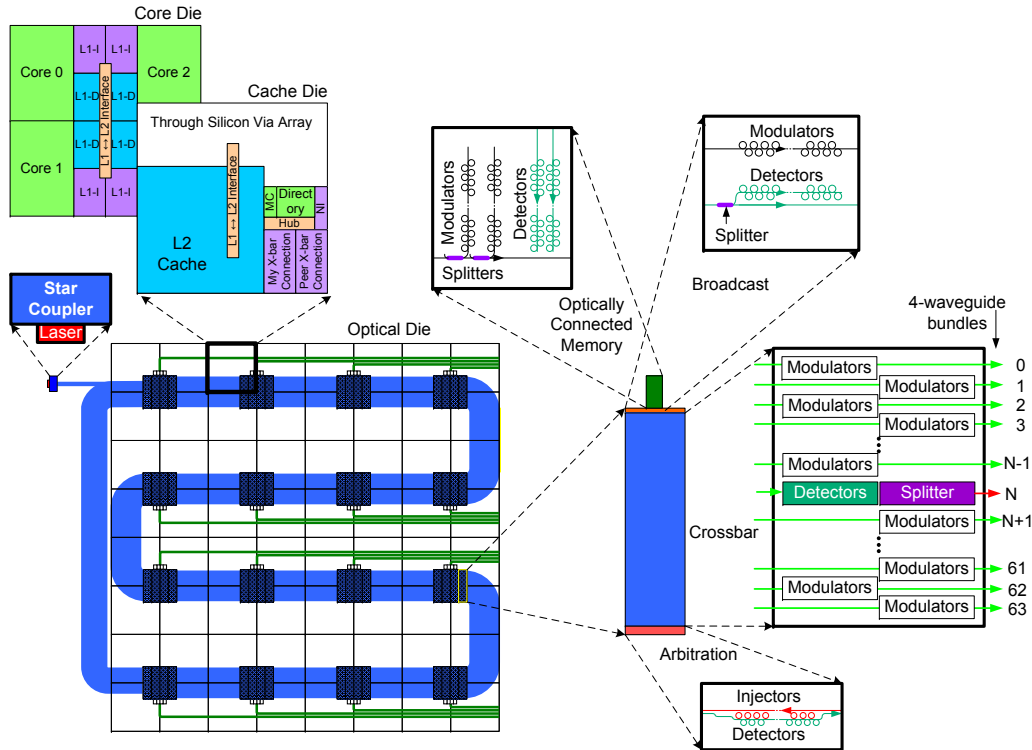 Core Die
Core 0
L1-I
L1-I
Core 2
L1-D
L1-D
L1 ↔ L2 Interface
Core 1
L1-D
L1-D
L1-I
L1-I
Cache Die
Through Silicon Via Array
L1 ↔ L2 Interface
L2
Cache
MC
Direct
ory
NI
Hub
My X-bar
Connection
Peer X-bar
Connection
Star
Coupler
Laser
Optical Die
Modulators
Detectors
Splitters
Optically
Connected
Memory
Modulators
Detectors
Splitter
Broadcast
4-waveguide
bundles
Modulators
0
Modulators
1
Modulators
2
Modulators
3
Modulators
N-1
Detectors
Splitter
N
Modulators
N+1
Crossbar
Modulators
61
Modulators
62
Modulators
63
Arbitration
Injectors
Detectors